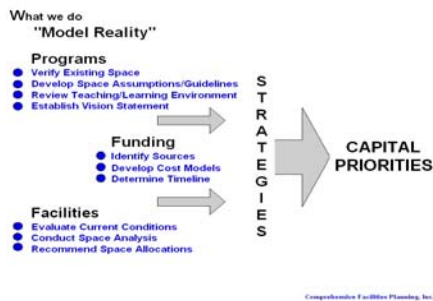 What we do
"Model Reality"
Programs
Verify Existing Space
Develop Space Assumptions/Guidelines
Review Teaching/Learning Environment
Establish Vision Statement
Funding
Identify Sources
Develop Cost Models
Determine Timeline
Facilities
Evaluate Current Conditions
Conduct Space Analysis
Recommend Space Allocations
STRATEGIES
CAPITAL
PRIORITIES
Comprehensive Facilities Planning, Inc.